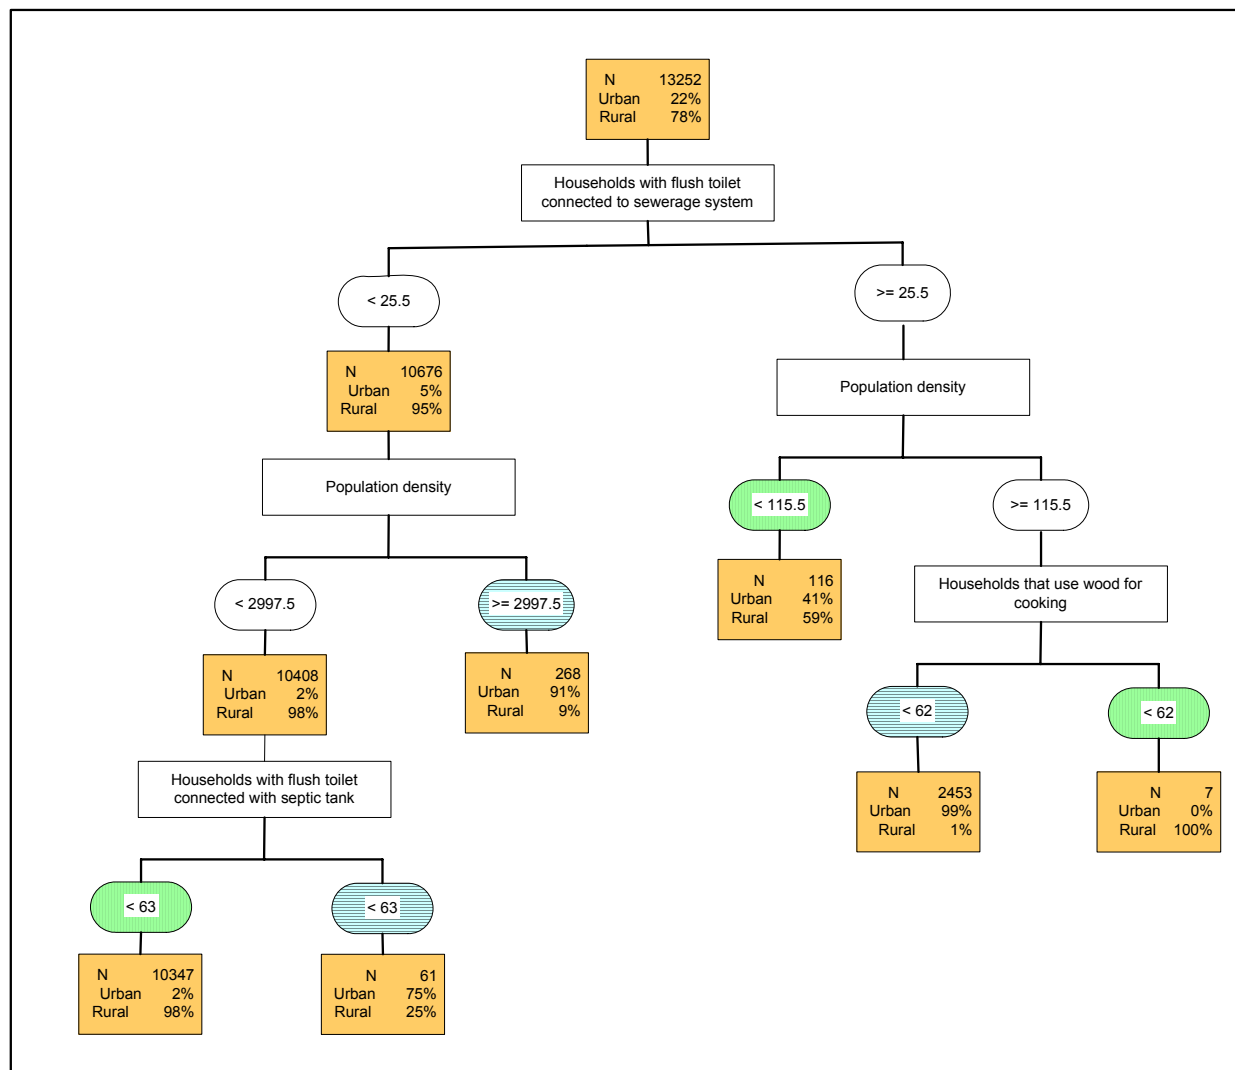 N 13252
Urban 22%
Rural 78%
Households with flush toilet
connected to sewerage system
< 25.5
>= 25.5
N 10676
Urban 5%
Rural 95%
Population density
Population density
< 115.5
>= 115.5
N 116
Urban 41%
Rural 59%
Households that use wood for
cooking
< 2997.5
>= 2997.5
N 10408
Urban 2%
Rural 98%
N 268
Urban 91%
Rural 9%
< 62
< 62
N 2453
Urban 99%
Rural 1%
N 7
Urban 0%
Rural 100%
Households with flush toilet
connected with septic tank
< 63
< 63
N 10347
Urban 2%
Rural 98%
N 61
Urban 75%
Rural 25%